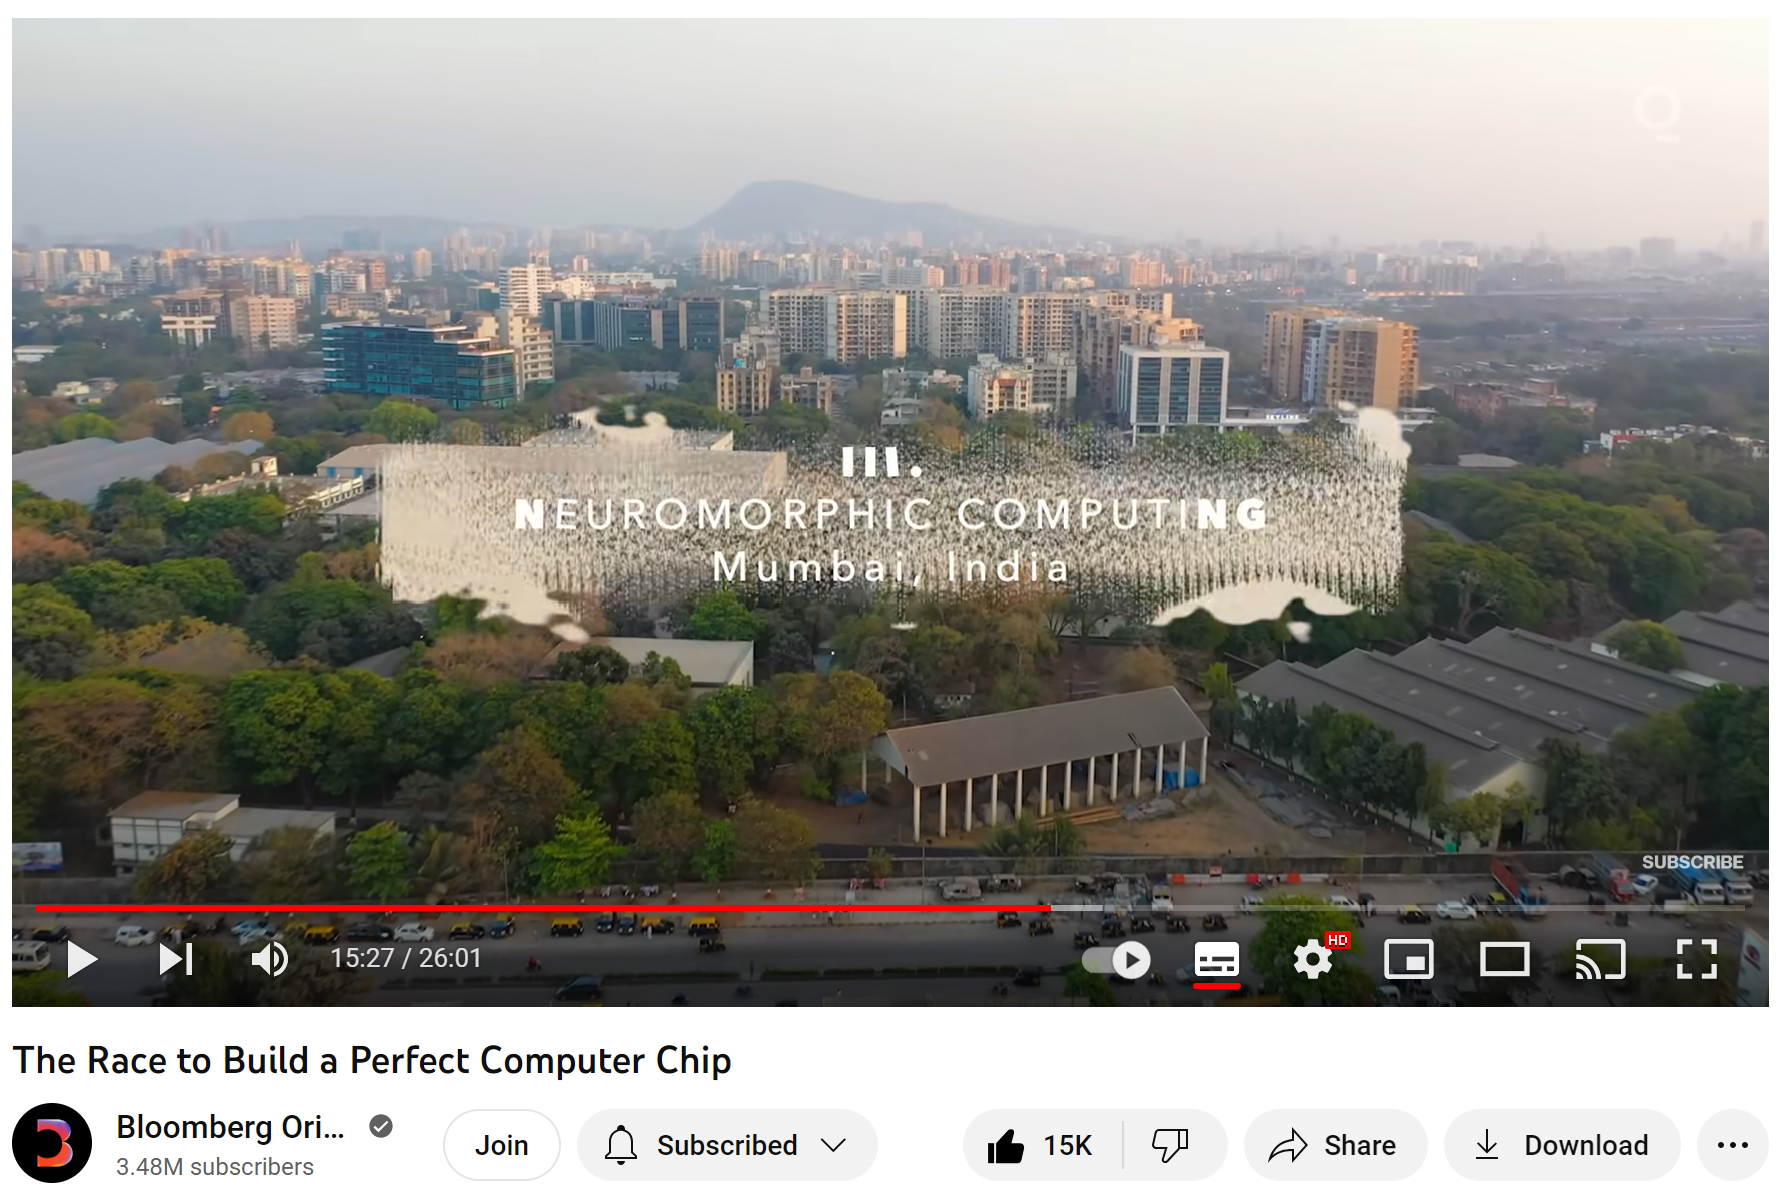 SKYLINE
III.
NEUROMORPHIC COMPUTING
Mumbai, India
SUBSCRIBE
15:27 / 26:01
HD
The Race to Build a Perfect Computer Chip
Bloomberg Ori...
3.48M subscribers
Join
Subscribed
15K
Share
Download